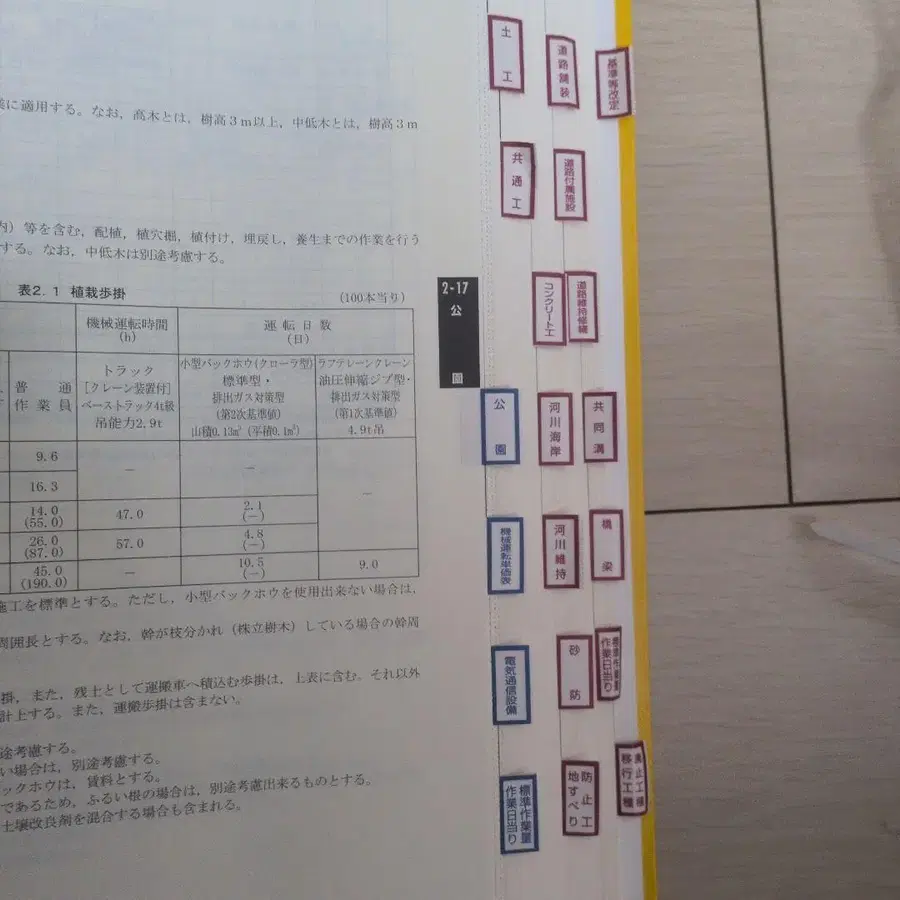 に適用する。なお，高木とは，樹高３ｍ以上，中低木とは，樹高３ｍ
内）等を含む，配植，植穴掘，植付け，埋戻し，養生までの作業を行う
する。なお，中低木は別途考慮する。
表2.1 植栽歩掛
(100本当り)
機械運転時間
(h)
運転日数
(日)
普通
作業員
トラック
[クレーン装置付]
ベーストラック4t級
吊能力2.9t
小型バックホウ(クローラ型)
標準型・
排出ガス対策型
(第2次基準値)
山積0.13m³ (平積0.1m³)
ラフテレーンクレーン
油圧伸縮ジブ型・
排出ガス対策型
(第1次基準値)
4.9t吊
9.6
－
－
－
16.3
14.0
(55.0)
47.0
2.1
(－)
26.0
(87.0)
57.0
4.8
(－)
45.0
(190.0)
－
10.5
(－)
9.0
施工を標準とする。ただし，小型バックホウを使用出来ない場合は，
周囲長とする。なお，幹が枝分かれ（株立樹木）している場合の幹周
掛，また，残土として運搬車へ積込む歩掛は，上表に含む。それ以外
計上する。また，運搬歩掛は含まない。
途考慮する。
い場合は，別途考慮する。
ックホウは，賃料とする。
であるため，ふるい根の場合は，別途考慮出来るものとする。
土壌改良剤を混合する場合も含まれる。
2-17
公園
土工
道路舗装
基準等改定
共通工
道路付属施設
コンクリート工
道路維持修繕
公園
河川海岸
共同溝
機械運転単価表
河川維持
橋梁
電気通信設備
砂防
標準作業量
作業日当り
標準作業量
作業日当り
防止工
地すべり
廃止工種
移行工種